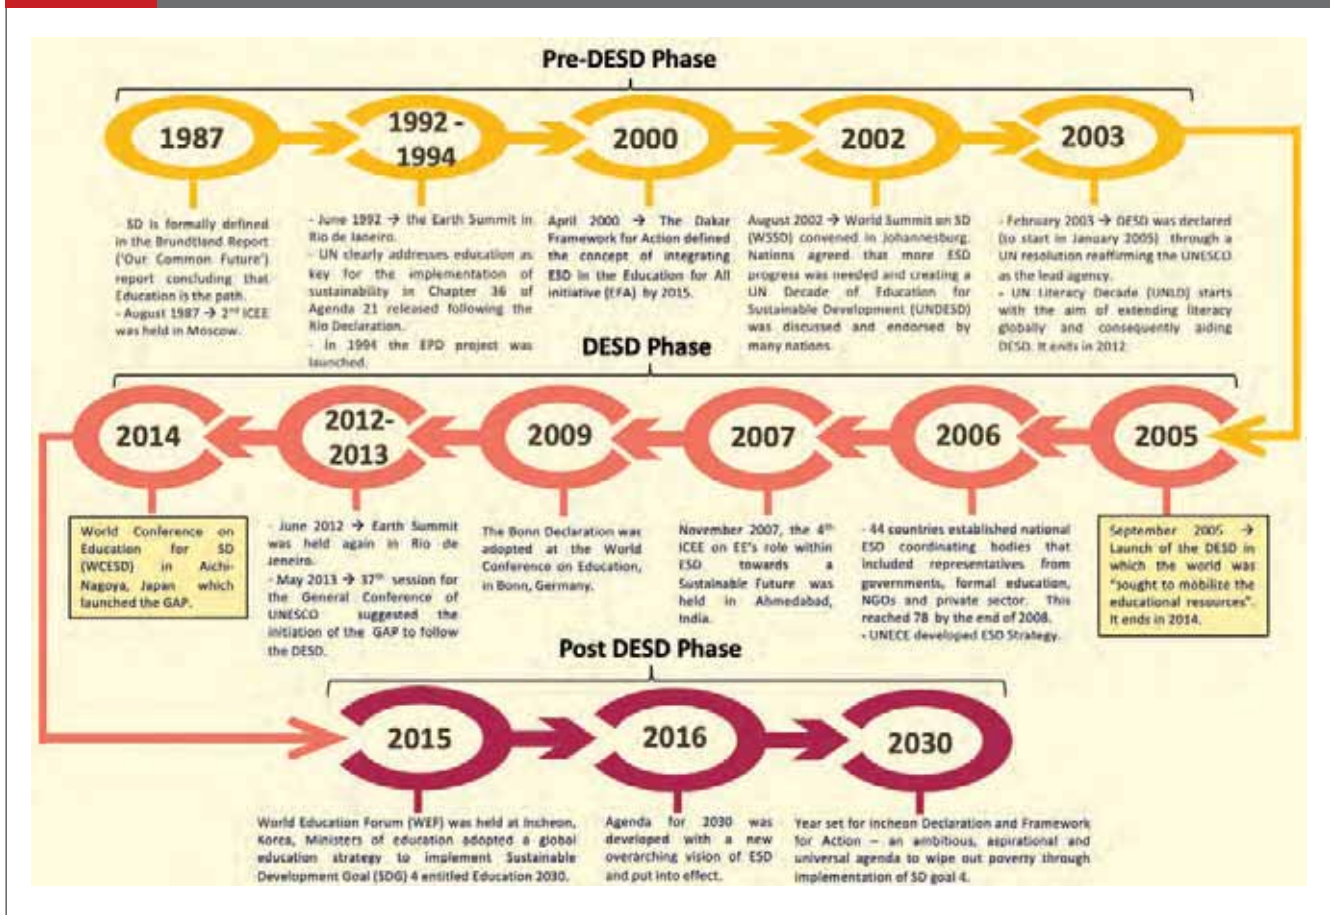 Pre-DESD Phase
1987
1992 -
1994
2000
2002
2003
- SD is formally defined
in the Brundtland Report
('Our Common Future')
report concluding that
Education is the path.
- August 1987 → 2nd ICEE
was held in Moscow.
- June 1992 → the Earth Summit in
Rio de Janeiro.
- UN clearly addresses education as
key for the implementation of
sustainability in Chapter 36 of
Agenda 21 released following the
Rio Declaration.
- In 1994 the EPD project was
launched.
April 2000 → The Dakar
Framework for Action defined
the concept of integrating
ESD in the Education for All
initiative (EFA) by 2015.
August 2002 → World Summit on SD
(WSSD) convened in Johannesburg.
Nations agreed that more ESD
progress was needed and creating a
UN Decade of Education for
Sustainable Development (UNDESD)
was discussed and endorsed by
many nations.
- February 2003 → DESD was declared
(to start in January 2005) through a
UN resolution reaffirming the UNESCO
as the lead agency.
- UN Literacy Decade (UNLD) starts
with the aim of extending literacy
globally and consequently aiding
DESD. It ends in 2012
DESD Phase
2014
2012-
2013
2009
2007
2006
2005
World Conference on
Education for SD
(WCESD) in Aichi-
Nagoya, Japan which
launched the GAP.
- June 2012 → Earth Summit
was held again in Rio de
Jeneiro.
- May 2013 → 37th session for
the General Conference of
UNESCO suggested the
initiation of the GAP to follow
the DESD.
The Bonn Declaration was
adopted at the World
Conference on Education,
in Bonn, Germany.
November 2007, the 4th
ICEE on EE's role within
ESD towards a
Sustainable Future was
held in Ahmedabad,
India.
- 44 countries established national
ESD coordinating bodies that
included representatives from
governments, formal education,
NGOs and private sector. This
reached 78 by the end of 2008.
- UNECE developed ESD Strategy.
September 2005 →
Launch of the DESD in
which the world was
"sought to mobilize the
educational resources".
It ends in 2014.
Post DESD Phase
2015
2016
2030
World Education Forum (WEF) was held at Incheon,
Korea, Ministers of education adopted a global
education strategy to implement Sustainable
Development Goal (SDG) 4 entitled Education 2030.
Agenda for 2030 was
developed with a new
overarching vision of ESD
and put into effect.
Year set for Incheon Declaration and Framework
for Action – an ambitious, aspirational and
universal agenda to wipe out poverty through
implementation of SD goal 4.